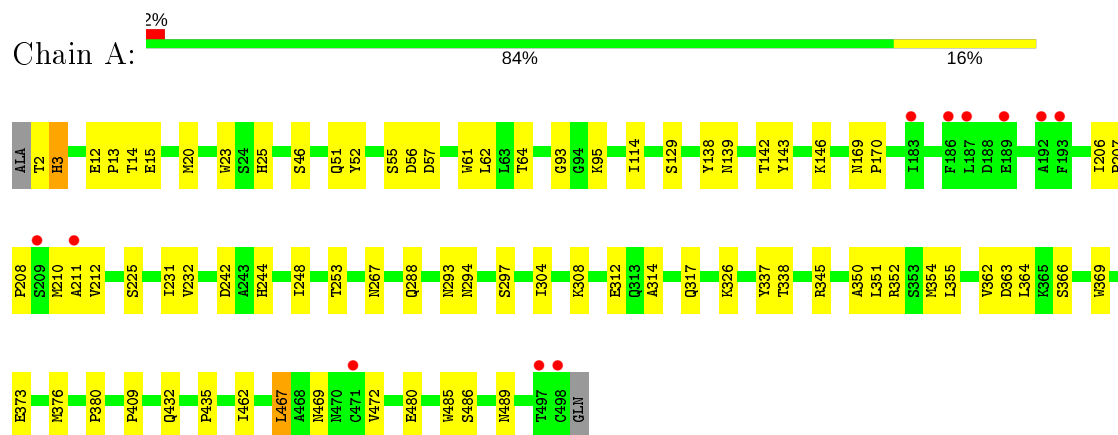 2%
Chain A:
84% 16%
ALA T2 H3 E12 P13 T14 E15 M20 W23 S24 H25 S46 Q51 Y52 S55 D56 D57 W61 L62 L63 T64 G93 G94 K95 I114 S129 Y138 N139 T142 Y143 K146 N169 P170 I183 F186 L187 D188 E189 A192 F193 I206 P207
P208 S209 M210 A211 V212 S225 I231 V232 D242 A243 H244 I248 T253 N267 Q288 N293 N294 S297 I304 K308 E312 Q313 A314 Q317 K326 Y337 T338 R345 A350 L351 R352 S353 M354 L355 V362 D363 L364 K365 S366 W369
E373 M376 P380 P409 Q432 P435 I462 L467 A468 N469 N470 C471 V472 E480 W485 S486 N489 T497 C498 GLN